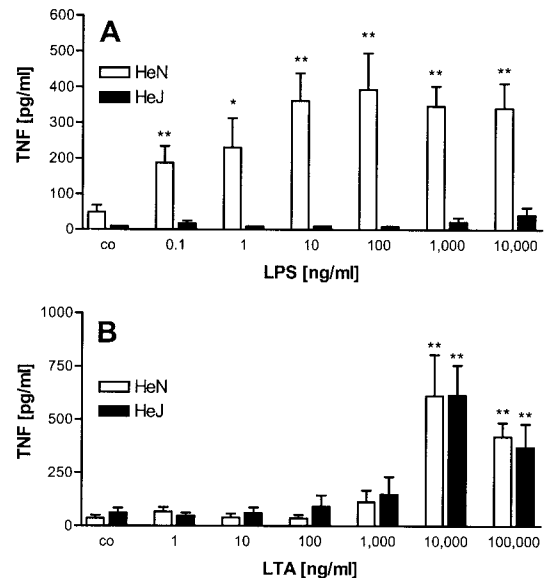 A
HeN
HeJ
TNF [pg/ml]
600
500
400
300
200
100
0
** * ** ** ** **
co 0.1 1 10 100 1,000 10,000
LPS [ng/ml]
B
HeN
HeJ
TNF [pg/ml]
1000
750
500
250
0
** ** ** **
co 1 10 100 1,000 10,000 100,000
LTA [ng/ml]